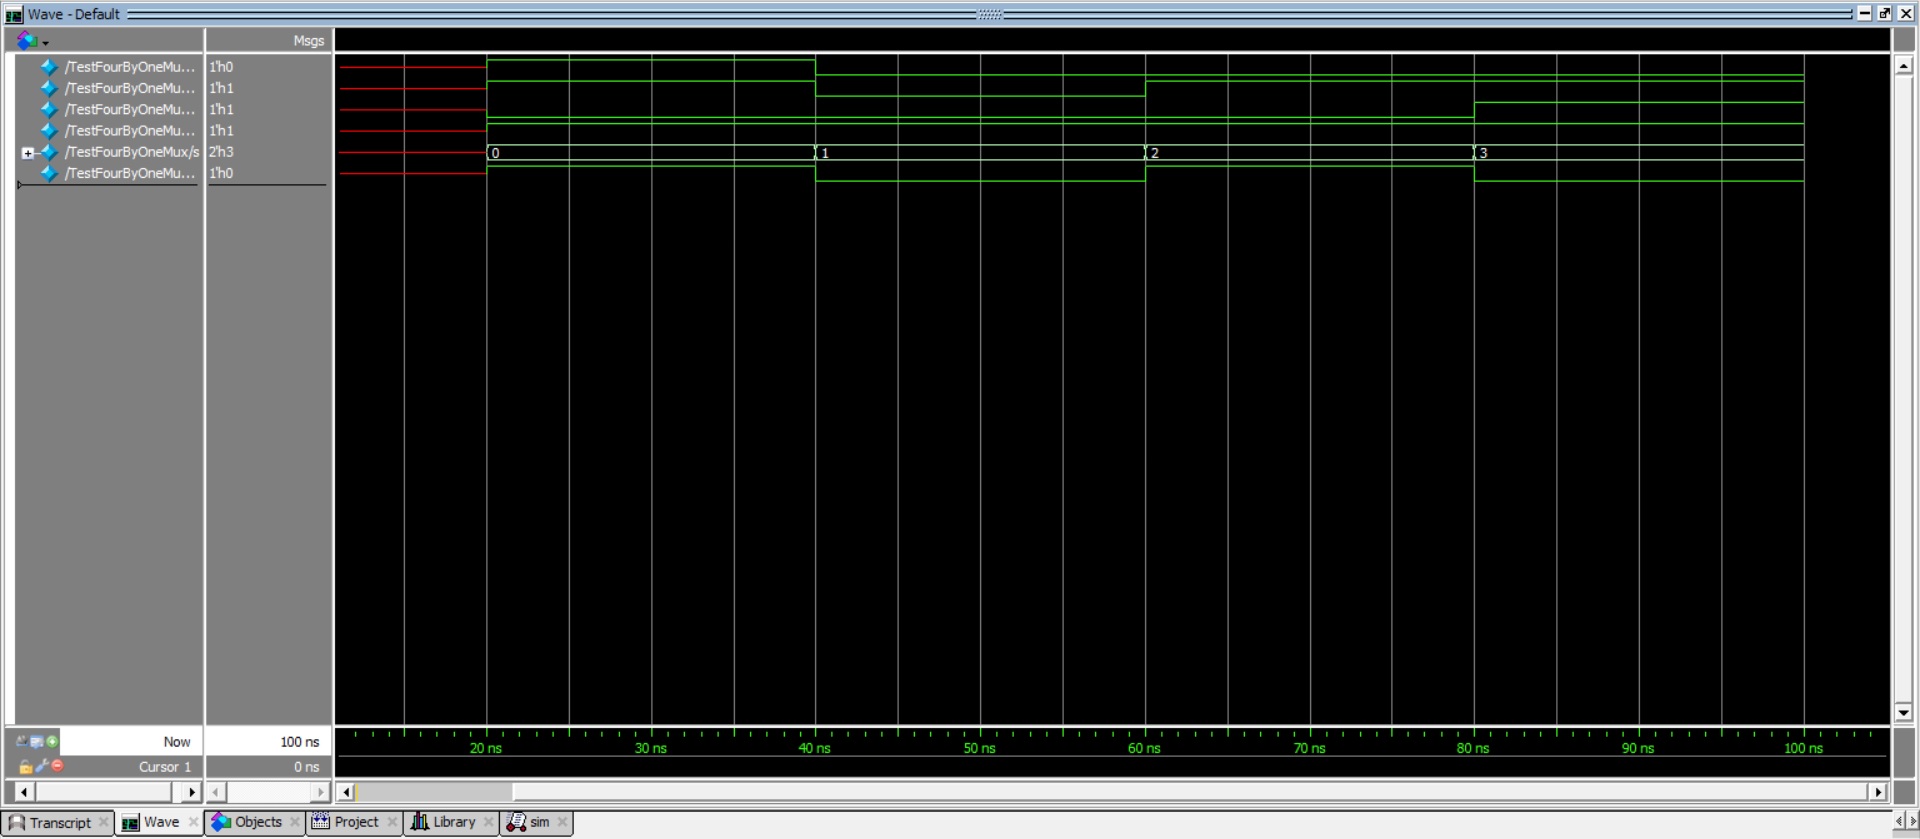 Wave - Default
Msgs
/TestFourByOneMu... 1'h0
/TestFourByOneMu... 1'h1
/TestFourByOneMu... 1'h1
/TestFourByOneMu... 1'h1
/TestFourByOneMux/s 2'h3 0 1 2 3
/TestFourByOneMu... 1'h0
Now 100 ns 20 ns 30 ns 40 ns 50 ns 60 ns 70 ns 80 ns 90 ns 100 ns
Cursor 1 0 ns
Transcript Wave Objects Project Library sim